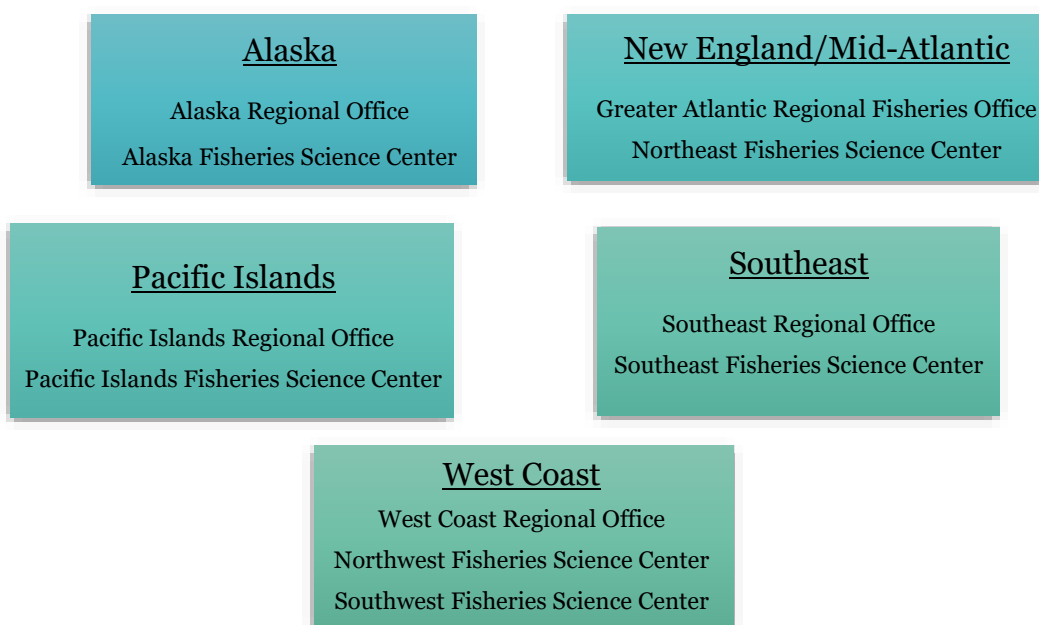 Alaska
Alaska Regional Office
Alaska Fisheries Science Center
New England/Mid-Atlantic
Greater Atlantic Regional Fisheries Office
Northeast Fisheries Science Center
Pacific Islands
Pacific Islands Regional Office
Pacific Islands Fisheries Science Center
Southeast
Southeast Regional Office
Southeast Fisheries Science Center
West Coast
West Coast Regional Office
Northwest Fisheries Science Center
Southwest Fisheries Science Center